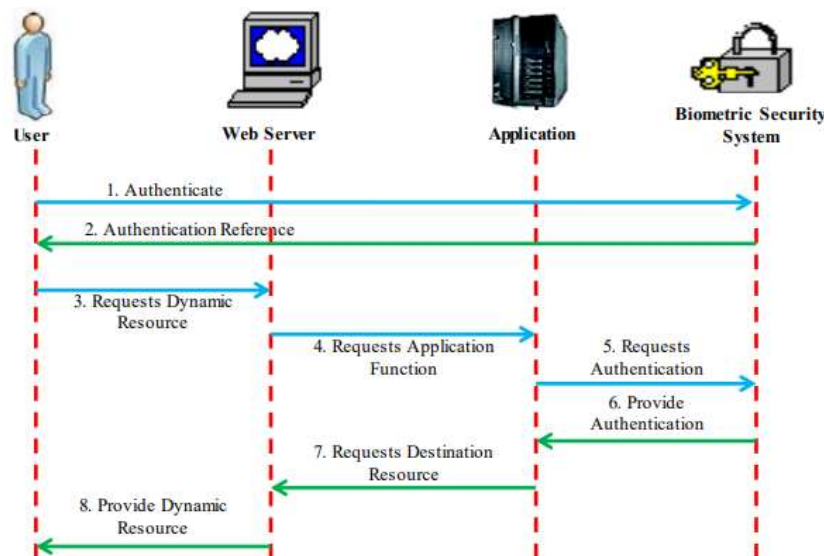 User
Web Server
Application
Biometric Security
System
1. Authenticate
2. Authentication Reference
3. Requests Dynamic
Resource
4. Requests Application
Function
5. Requests
Authentication
6. Provide
Authentication
7. Requests Destination
Resource
8. Provide Dynamic
Resource